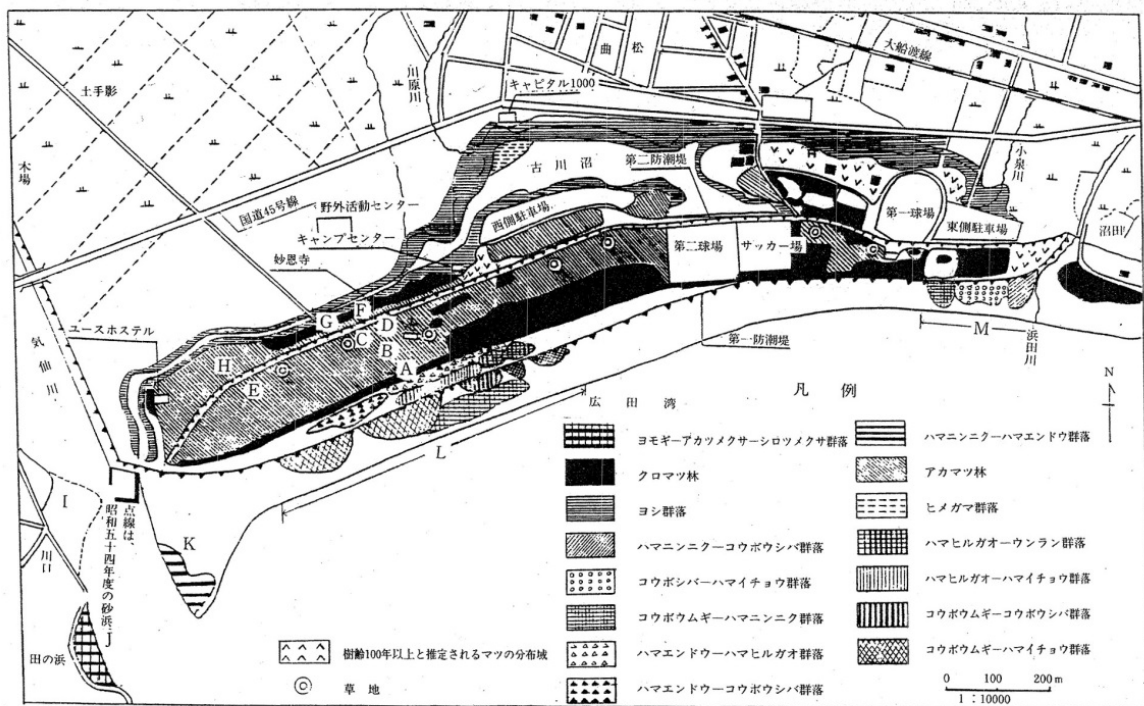 曲松
大船渡線
川原川
キャピタル1000
土手影
小泉川
木場
古川沼
第二防潮堤
第一球場
国道45号線
野外活動センター
西側駐車場
東側駐車場
沼田
キャンプセンター
第二球場
サッカー場
妙恩寺
G
F
D
C
B
A
H
E
ユースホステル
気仙川
第一防潮堤
M
浜田川
N
広田湾
凡例
L
I
K
J
川口
点線は、
昭和五十四年度の砂浜
田の浜
ヨモギーアカツメクサーシロツメクサ群落
クロマツ林
ヨシ群落
ハマニンニクーコウボウシバ群落
コウボシバーハマイチョウ群落
コウボウムギーハマニンニク群落
ハマエンドウーハマヒルガオ群落
ハマエンドウーコウボウシバ群落
ハマニンニクーハマエンドウ群落
アカマツ林
ヒメガマ群落
ハマヒルガオーウンラン群落
ハマヒルガオーハマイチョウ群落
コウボウムギーコウボウシバ群落
コウボウムギーハマイチョウ群落
樹齢100年以上と推定されるマツの分布域
草地
0 100 200 m
1:10000